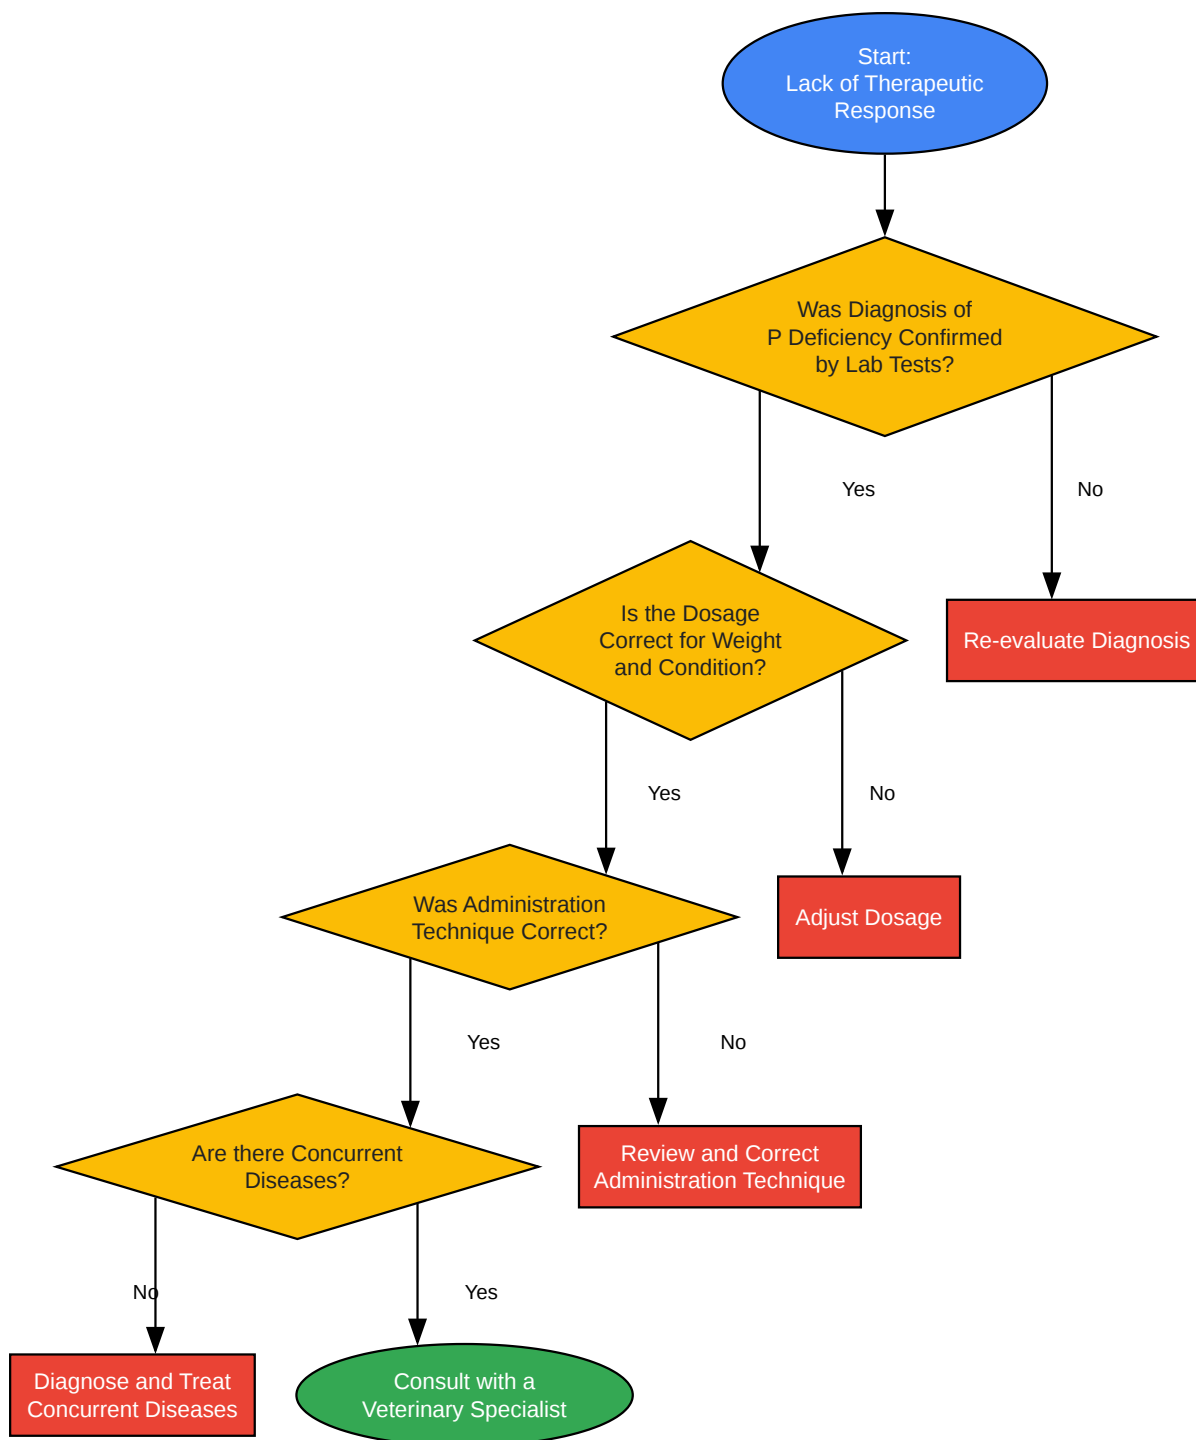 Start:
Lack of Therapeutic
Response
Was Diagnosis of
P Deficiency Confirmed
by Lab Tests?
Yes
No
Is the Dosage
Correct for Weight
and Condition?
Re-evaluate Diagnosis
Yes
No
Was Administration
Technique Correct?
Adjust Dosage
Yes
No
Are there Concurrent
Diseases?
Review and Correct
Administration Technique
No
Yes
Diagnose and Treat
Concurrent Diseases
Consult with a
Veterinary Specialist